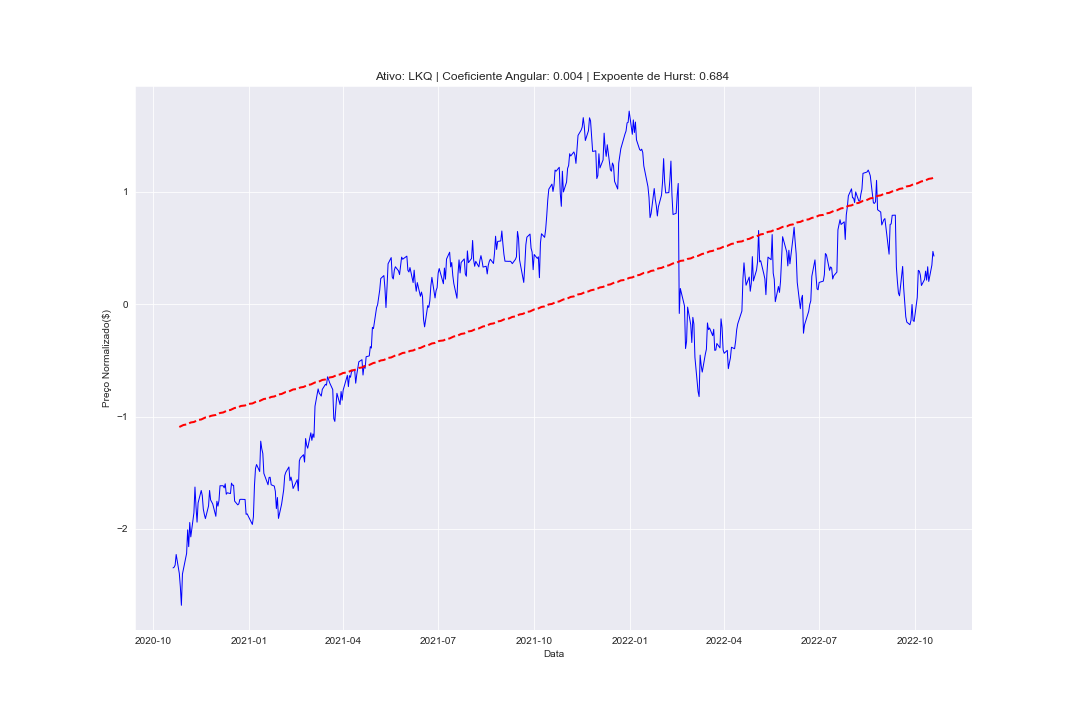 Ativo: LKQ | Coeficiente Angular: 0.004 | Expoente de Hurst: 0.684
Preço Normalizado($)
1
0
−1
−2
2020-10 2021-01 2021-04 2021-07 2021-10 2022-01 2022-04 2022-07 2022-10
Data